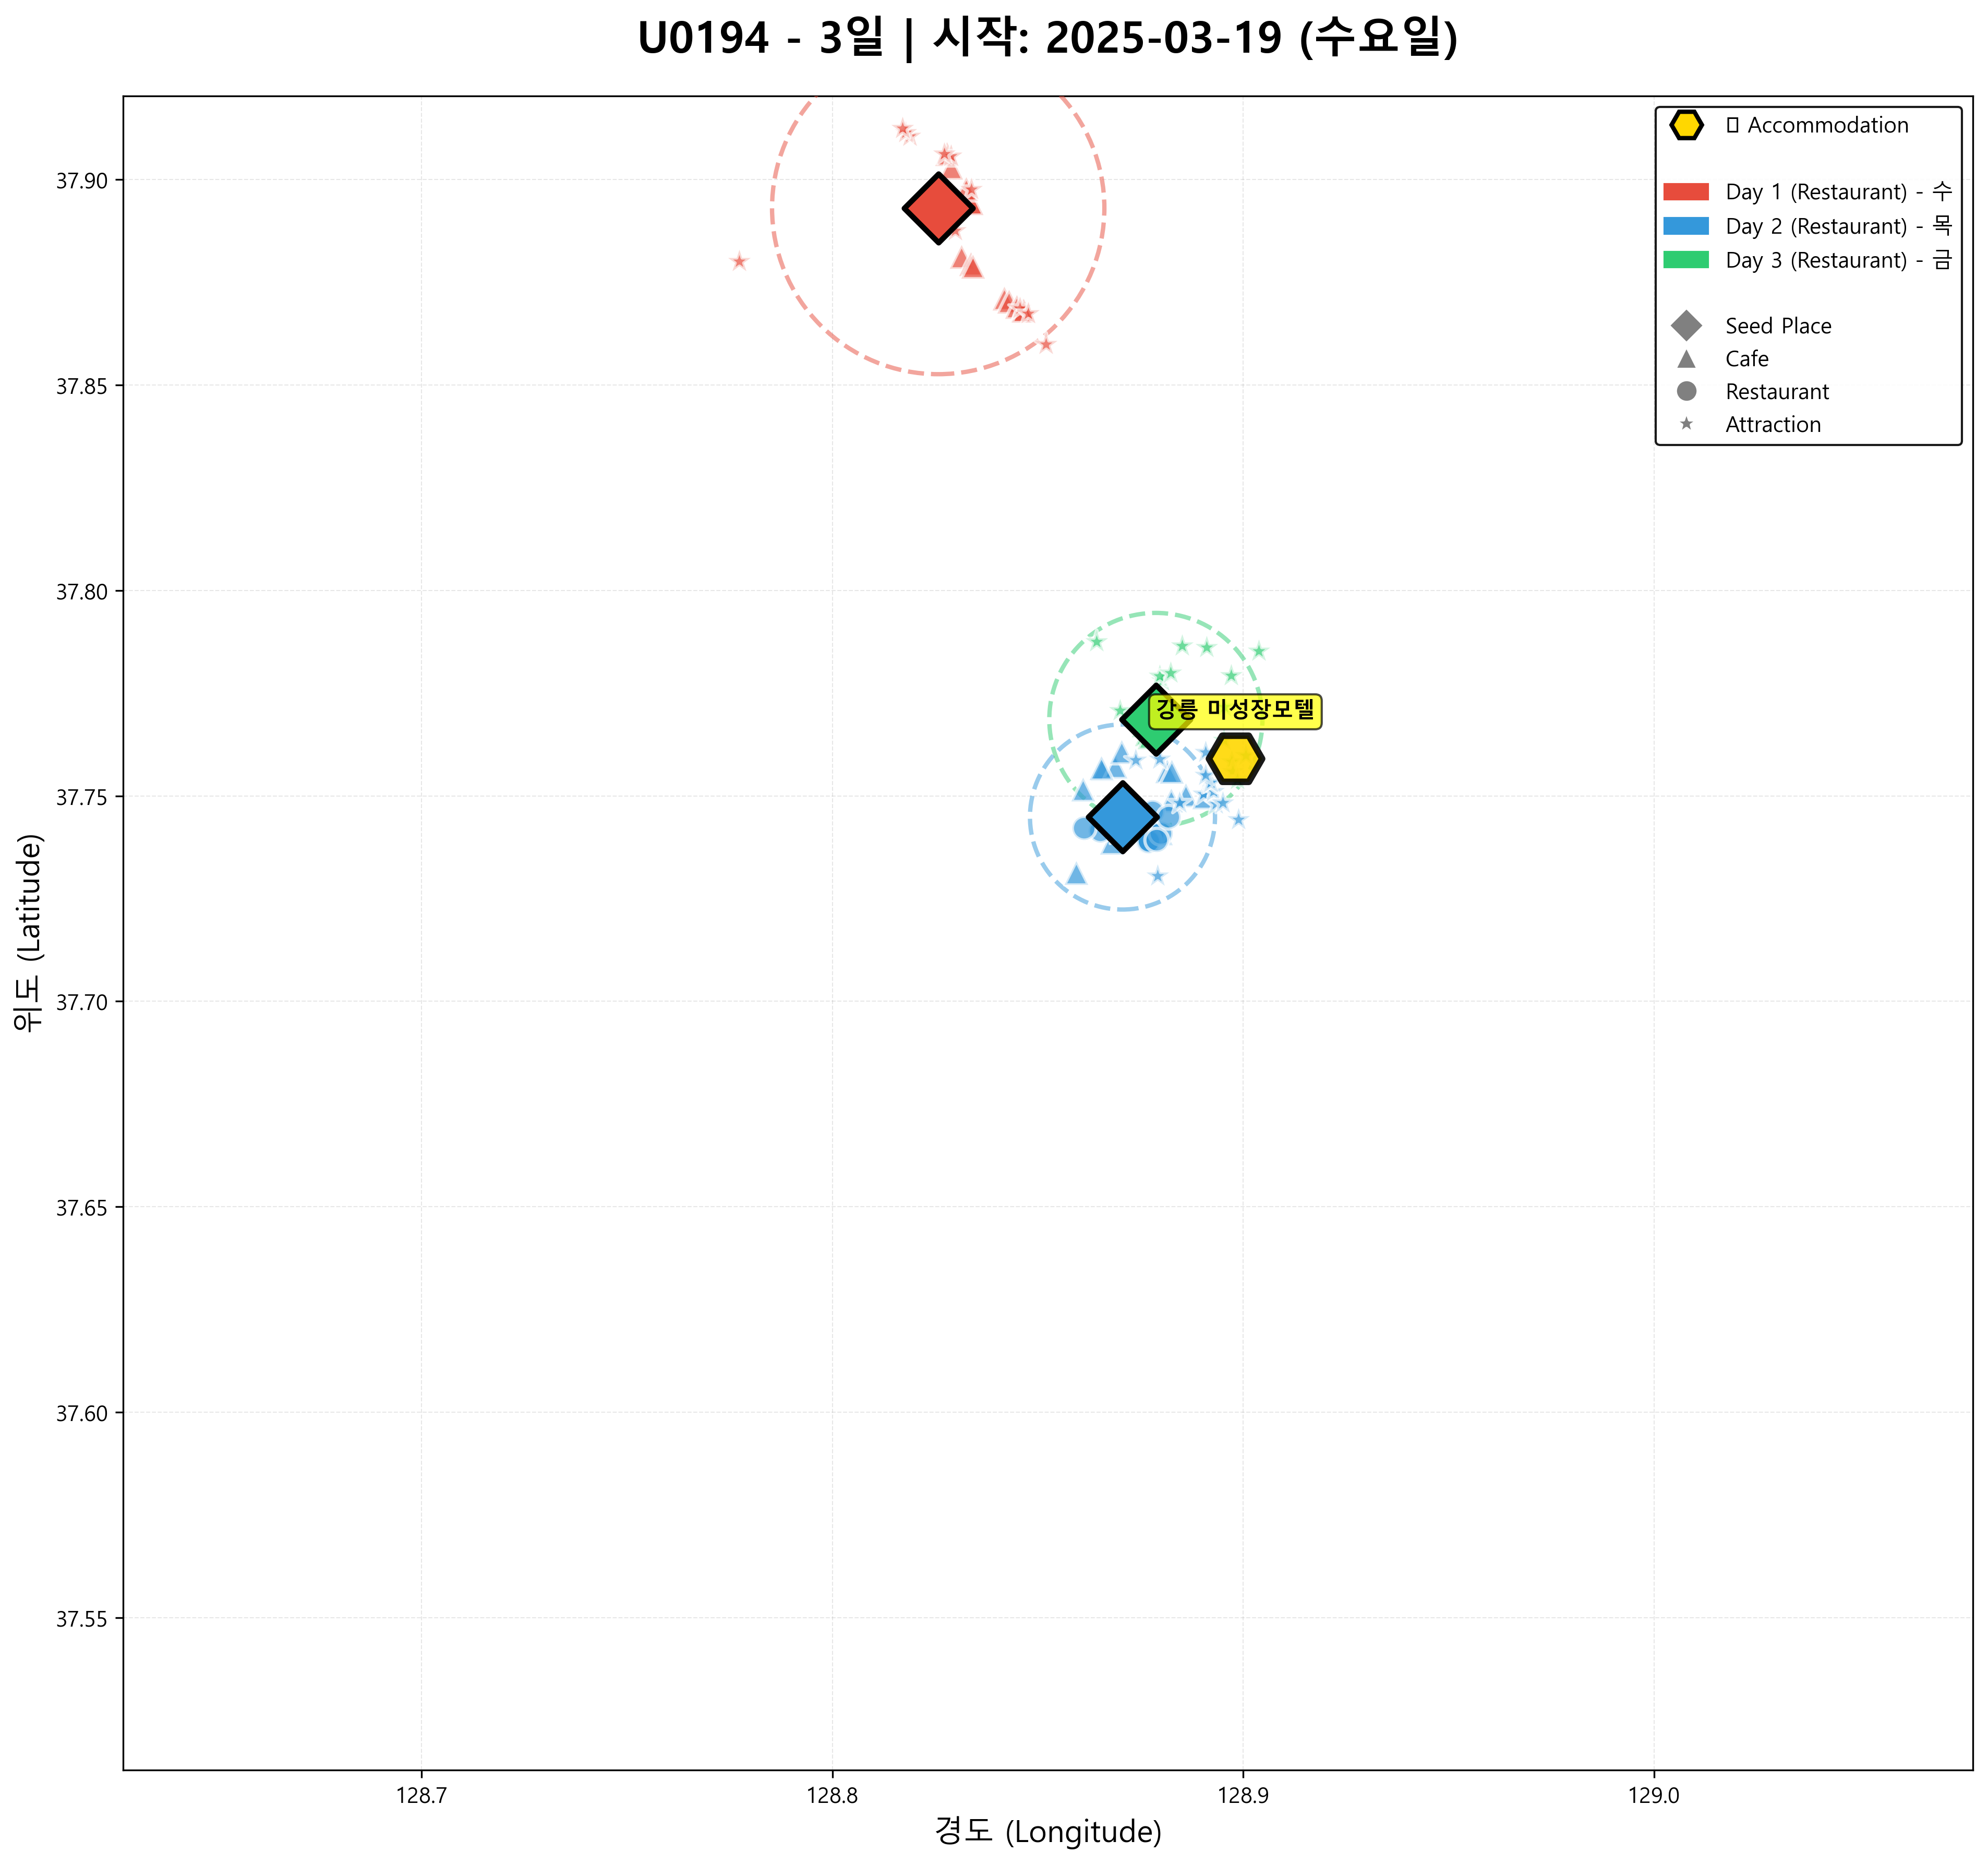 U0194 - 3일 | 시작: 2025-03-19 (수요일)
▯ Accommodation
Day 1 (Restaurant) - 수
Day 2 (Restaurant) - 목
Day 3 (Restaurant) - 금
Seed Place
Cafe
Restaurant
Attraction
강릉 미성장모텔
위도 (Latitude)
37.90
37.85
37.80
37.75
37.70
37.65
37.60
37.55
128.7
128.8
128.9
129.0
경도 (Longitude)